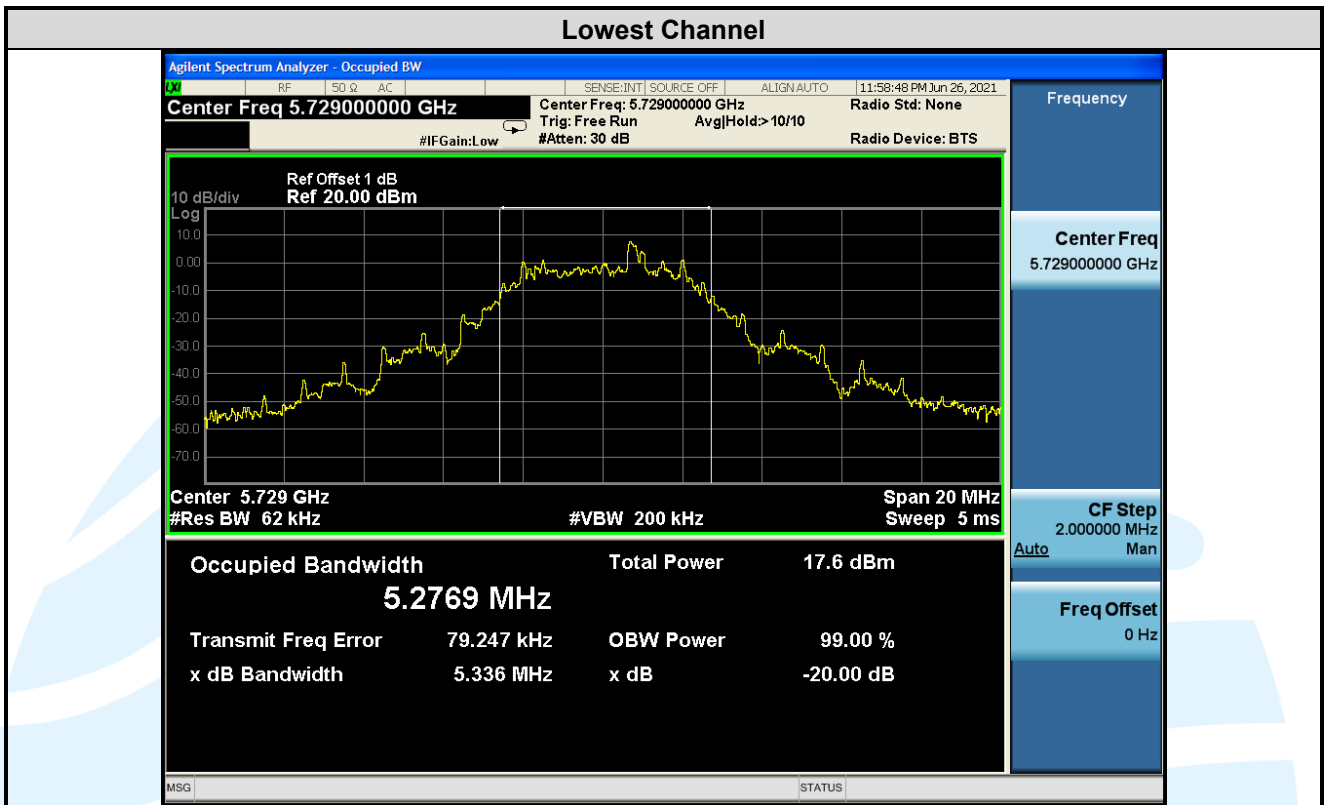 Lowest Channel
Agilent Spectrum Analyzer - Occupied BW
LXI RF 50 Ω AC SENSE:INT SOURCE OFF ALIGN AUTO 11:58:48 PM Jun 26, 2021
Center Freq 5.729000000 GHz
Center Freq: 5.729000000 GHz Radio Std: None
Trig: Free Run Avg|Hold:>10/10
#IFGain:Low #Atten: 30 dB Radio Device: BTS
Frequency
Ref Offset 1 dB
10 dB/div Ref 20.00 dBm
Log
10.0
0.00
-10.0
-20.0
-30.0
-40.0
-50.0
-60.0
-70.0
Center 5.729 GHz Span 20 MHz
#Res BW 62 kHz #VBW 200 kHz Sweep 5 ms
Occupied Bandwidth Total Power 17.6 dBm
5.2769 MHz
Transmit Freq Error 79.247 kHz OBW Power 99.00 %
x dB Bandwidth 5.336 MHz x dB -20.00 dB
Center Freq
5.729000000 GHz
CF Step
2.000000 MHz
Auto Man
Freq Offset
0 Hz
MSG STATUS